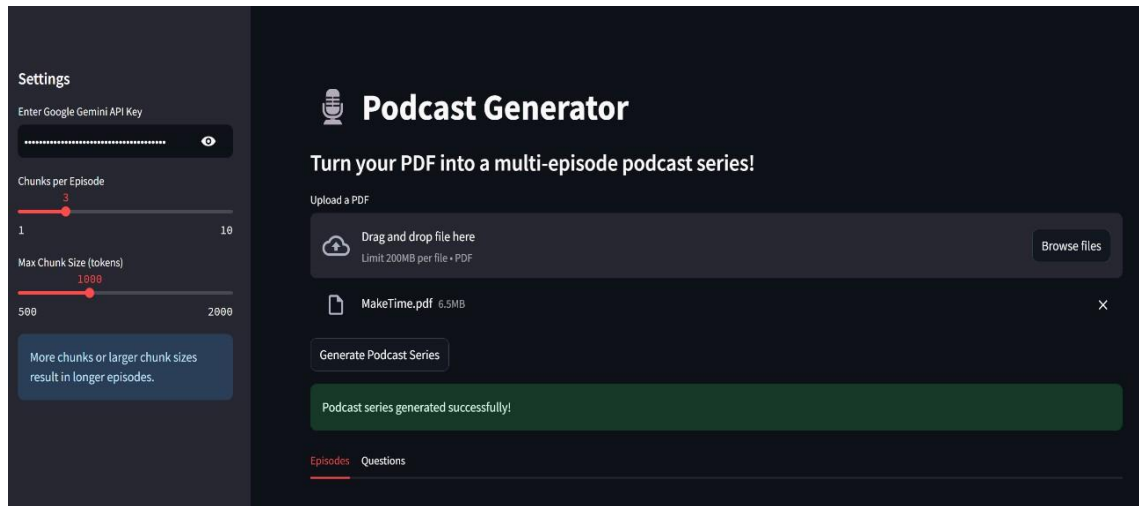 Settings
Enter Google Gemini API Key
Chunks per Episode
3
1 10
Max Chunk Size (tokens)
1000
500 2000
More chunks or larger chunk sizes
result in longer episodes.
Podcast Generator
Turn your PDF into a multi-episode podcast series!
Upload a PDF
Drag and drop file here
Limit 200MB per file • PDF
Browse files
MakeTime.pdf 6.5MB
Generate Podcast Series
Podcast series generated successfully!
Episodes Questions